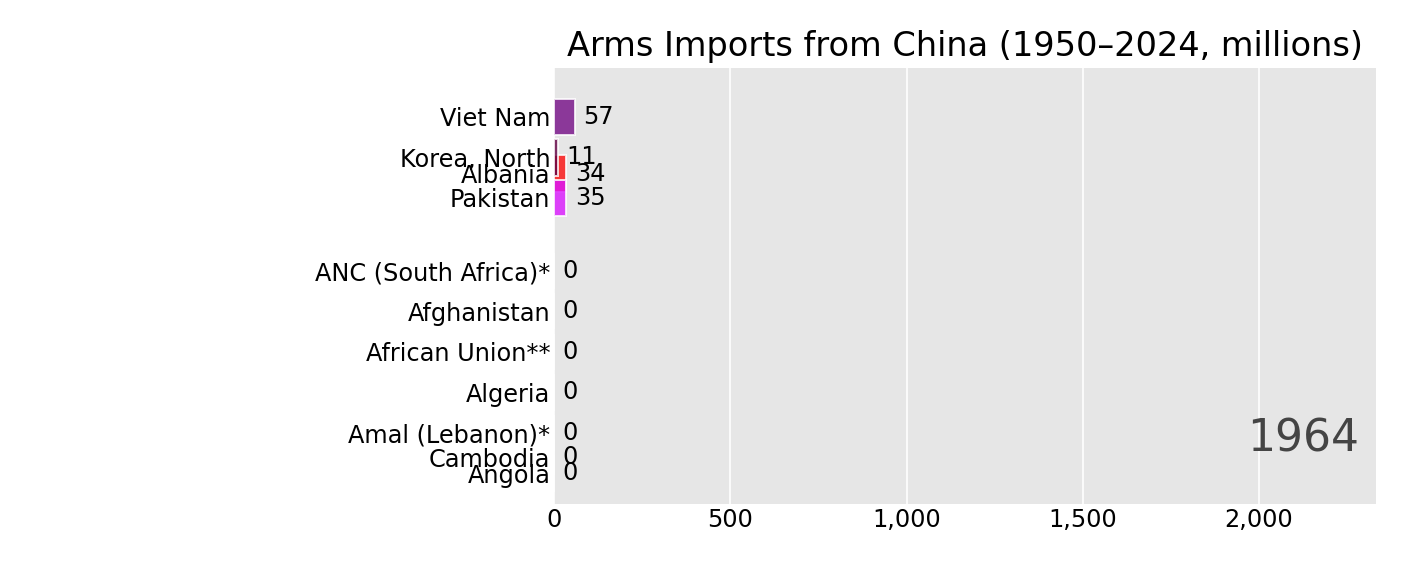 Arms Imports from China (1950–2024, millions)
Viet Nam 57
Korea, North 11
Albania 34
Pakistan 35
ANC (South Africa)* 0
Afghanistan 0
African Union** 0
Algeria 0
Amal (Lebanon)* 0
1964
Cambodia 0
Angola 0
0 500 1,000 1,500 2,000